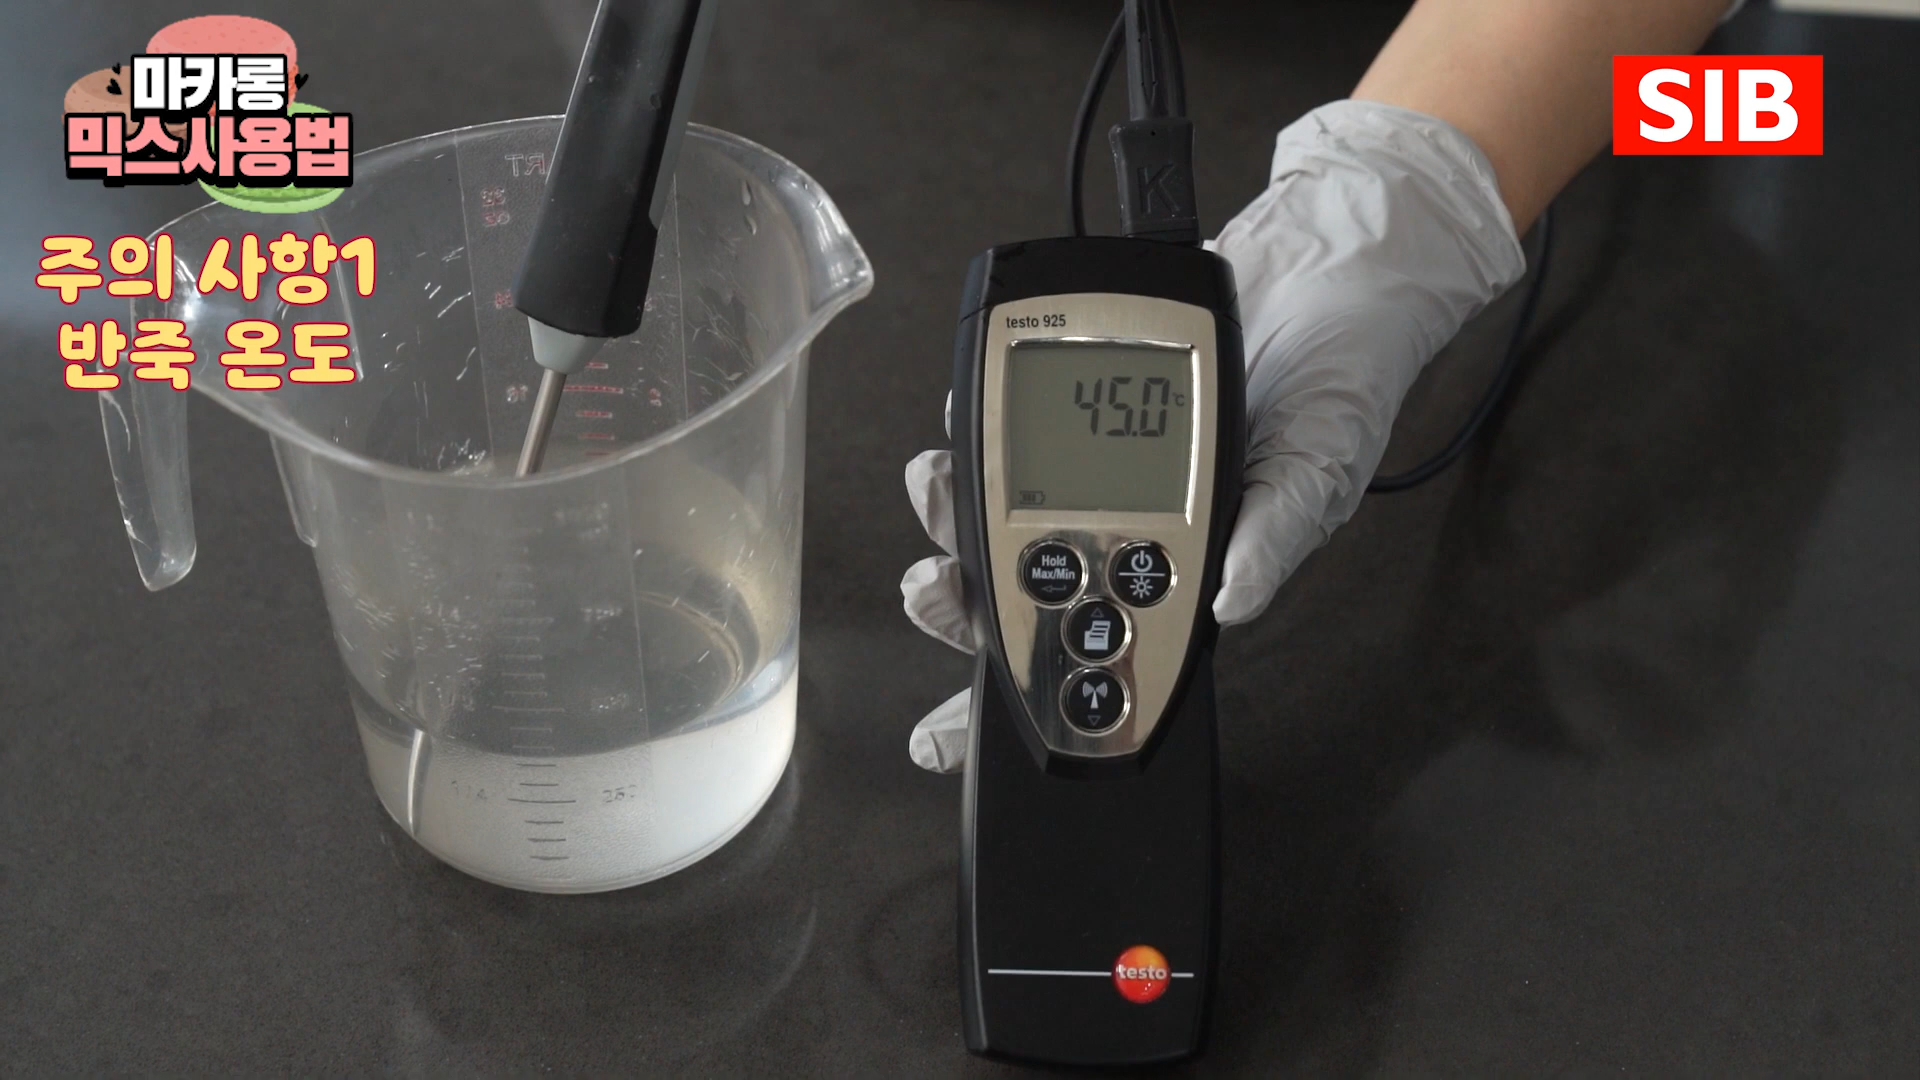 마카롱
믹스사용법
주의 사항1
반죽 온도
SIB
K
testo 925
45.0 °C
Hold
Max/Min
testo